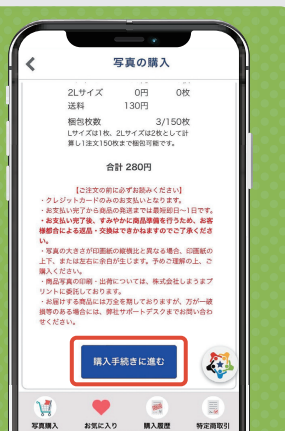 写真の購入
2Lサイズ 0円 0枚
送料 130円
梱包枚数 3/150枚
Lサイズは1枚、2Lサイズは2枚として計
算し1注文150枚まで梱包可能です。
合計 280円
【ご注文の前に必ずお読みください】
・クレジットカードのみのお支払いとなります。
・お支払い完了から商品の発送までは最短即日〜1日です。
・お支払い完了後、すみやかに商品準備を行うため、お客
様都合による返品・交換はできかねますのでご了承くださ
い。
・写真の大きさが印画紙の縦横比と異なる場合、印画紙の
上下、または左右に余白が生じます。予めご理解の上、ご
購入ください。
・商品写真の印刷・出荷については、株式会社しまうまプ
リントに委託しております。
・お届けする商品には万全を期しておりますが、万が一破
損等のある場合には、弊社サポートデスクまでお問い合わ
せください。
購入手続きに進む
写真購入 お気に入り 購入履歴 特定商取引